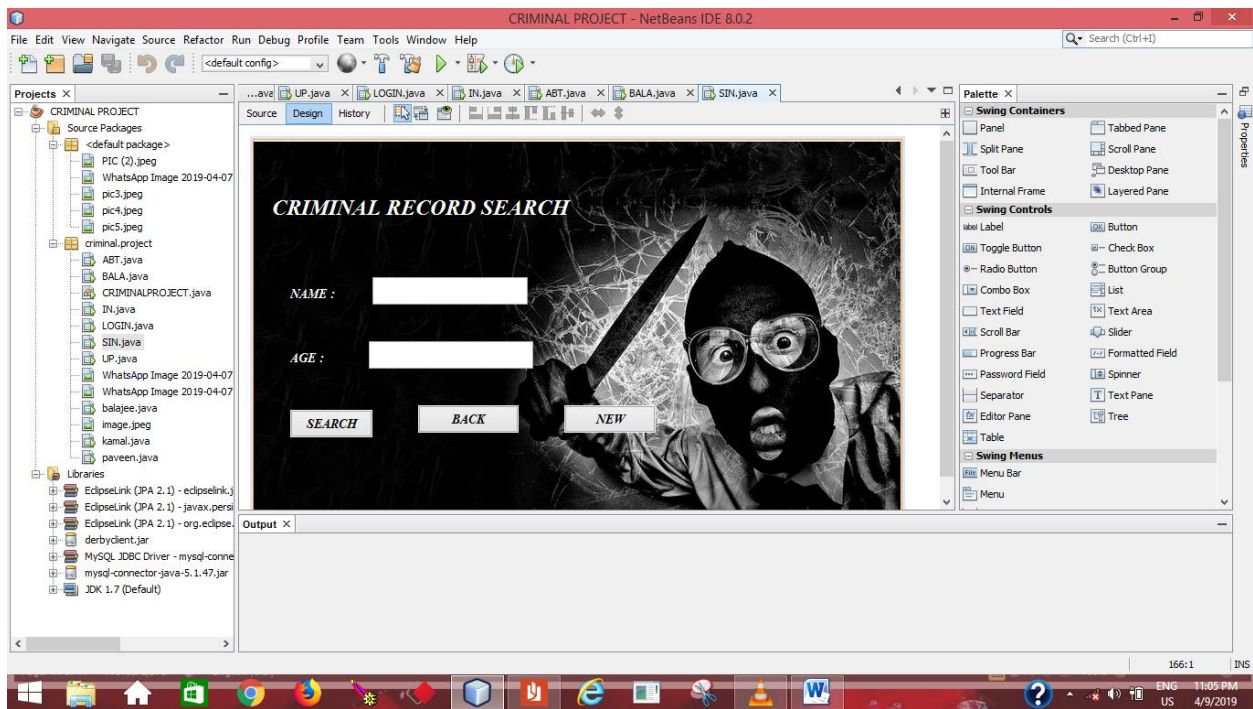 CRIMINAL PROJECT - NetBeans IDE 8.0.2
File Edit View Navigate Source Refactor Run Debug Profile Team Tools Window Help
Search (Ctrl+I)
<default config>
Projects
CRIMINAL PROJECT
Source Packages
<default package>
PIC (2).jpeg
WhatsApp Image 2019-04-07
pic3.jpeg
pic4.jpeg
pic5.jpeg
criminal.project
ABT.java
BALA.java
CRIMINALPROJECT.java
IN.java
LOGIN.java
SIN.java
UP.java
WhatsApp Image 2019-04-07
WhatsApp Image 2019-04-07
balajee.java
image.jpeg
kamal.java
paveen.java
Libraries
EclipseLink (JPA 2.1) - eclipselink.j
EclipseLink (JPA 2.1) - javax.persi
EclipseLink (JPA 2.1) - org.eclipse.
derbyclient.jar
MySQL JDBC Driver - mysql-conne
mysql-connector-java-5.1.47.jar
JDK 1.7 (Default)
...ava UP.java LOGIN.java IN.java ABT.java BALA.java SIN.java
Source Design History
CRIMINAL RECORD SEARCH
NAME :
AGE :
SEARCH BACK NEW
Output
Palette
Swing Containers
Panel Tabbed Pane
Split Pane Scroll Pane
Tool Bar Desktop Pane
Internal Frame Layered Pane
Swing Controls
label Label OK Button
ON Toggle Button Check Box
Radio Button Button Group
Combo Box List
Text Field Text Area
Scroll Bar Slider
Progress Bar Formatted Field
Password Field Spinner
Separator Text Pane
Editor Pane Tree
Table
Swing Menus
File Menu Bar
Menu
Properties
166:1 INS
ENG 11:05 PM
US 4/9/2019